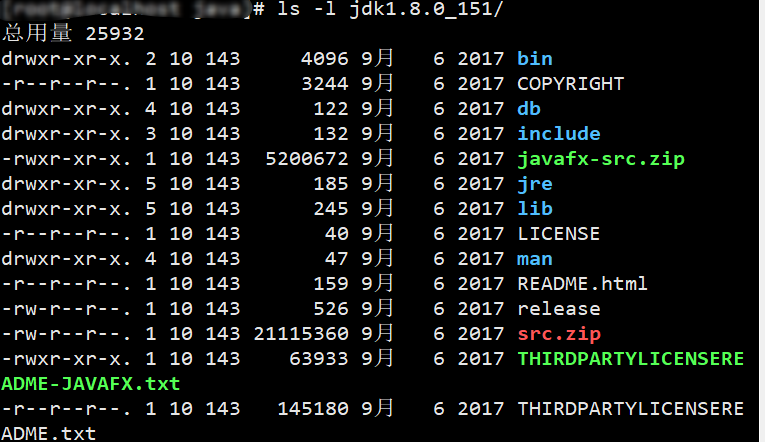 # ls -l jdk1.8.0_151/
总用量 25932
drwxr-xr-x. 2 10 143     4096 9月   6 2017 bin
-r--r--r--. 1 10 143     3244 9月   6 2017 COPYRIGHT
drwxr-xr-x. 4 10 143      122 9月   6 2017 db
drwxr-xr-x. 3 10 143      132 9月   6 2017 include
-rwxr-xr-x. 1 10 143  5200672 9月   6 2017 javafx-src.zip
drwxr-xr-x. 5 10 143      185 9月   6 2017 jre
drwxr-xr-x. 5 10 143      245 9月   6 2017 lib
-r--r--r--. 1 10 143       40 9月   6 2017 LICENSE
drwxr-xr-x. 4 10 143       47 9月   6 2017 man
-r--r--r--. 1 10 143      159 9月   6 2017 README.html
-rw-r--r--. 1 10 143      526 9月   6 2017 release
-rw-r--r--. 1 10 143 21115360 9月   6 2017 src.zip
-rwxr-xr-x. 1 10 143    63933 9月   6 2017 THIRDPARTYLICENSERE
ADME-JAVAFX.txt
-r--r--r--. 1 10 143   145180 9月   6 2017 THIRDPARTYLICENSERE
ADME.txt